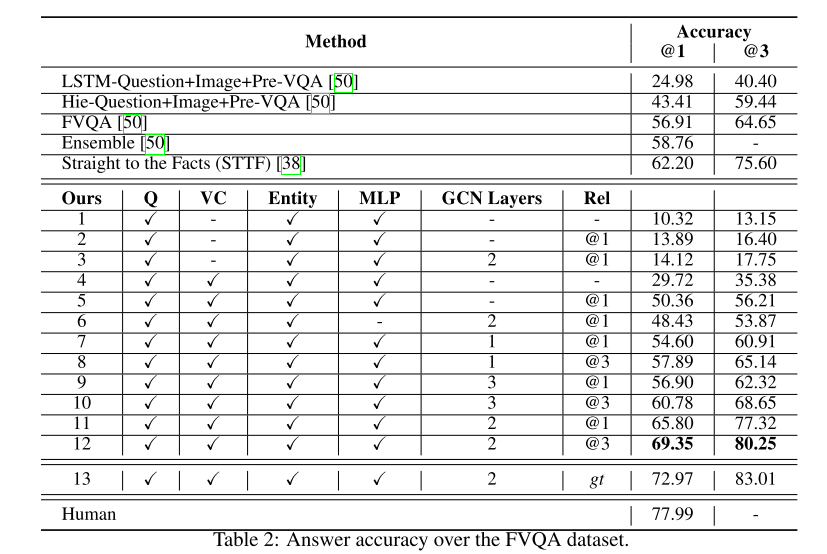 Method Accuracy
@1 @3
LSTM-Question+Image+Pre-VQA [50] 24.98 40.40
Hie-Question+Image+Pre-VQA [50] 43.41 59.44
FVQA [50] 56.91 64.65
Ensemble [50] 58.76 -
Straight to the Facts (STTF) [38] 62.20 75.60
Ours Q VC Entity MLP GCN Layers Rel
1 ✓ - ✓ ✓ - - 10.32 13.15
2 ✓ - ✓ ✓ - @1 13.89 16.40
3 ✓ - ✓ ✓ 2 @1 14.12 17.75
4 ✓ ✓ ✓ ✓ - - 29.72 35.38
5 ✓ ✓ ✓ ✓ - @1 50.36 56.21
6 ✓ ✓ ✓ - 2 @1 48.43 53.87
7 ✓ ✓ ✓ ✓ 1 @1 54.60 60.91
8 ✓ ✓ ✓ ✓ 1 @3 57.89 65.14
9 ✓ ✓ ✓ ✓ 3 @1 56.90 62.32
10 ✓ ✓ ✓ ✓ 3 @3 60.78 68.65
11 ✓ ✓ ✓ ✓ 2 @1 65.80 77.32
12 ✓ ✓ ✓ ✓ 2 @3 69.35 80.25
13 ✓ ✓ ✓ ✓ 2 gt 72.97 83.01
Human 77.99 -
Table 2: Answer accuracy over the FVQA dataset.